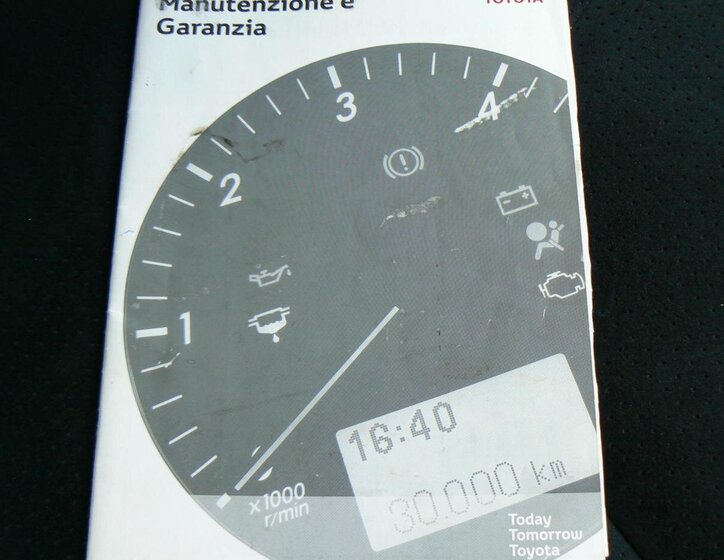 Manutenzione e
Garanzia
TOYOTA
4
3
2
1
16:40
30.000 km
x1000
r/min
Today
Tomorrow
Toyota